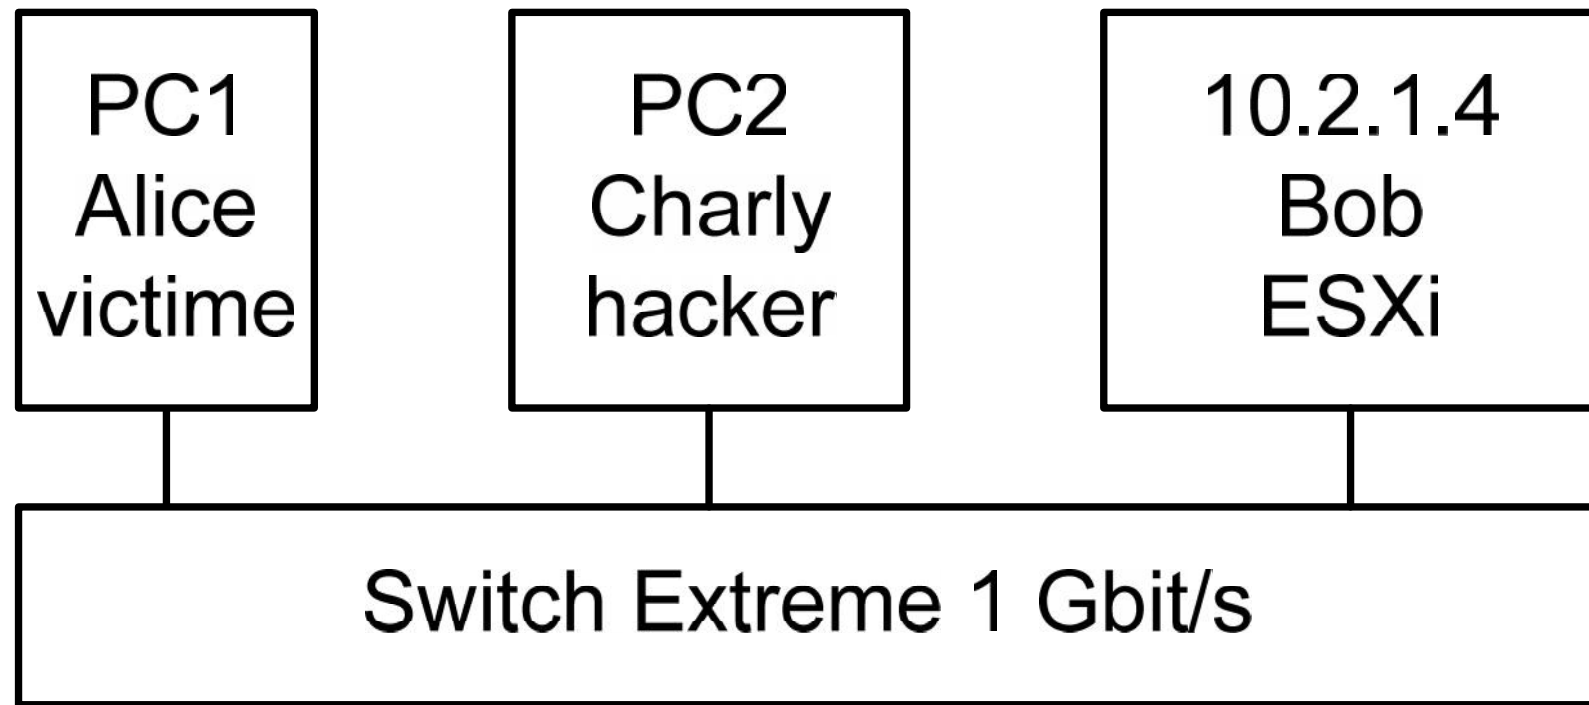 PC1
Alice
victime
PC2
Charly
hacker
10.2.1.4
Bob
ESXi
Switch Extreme 1 Gbit/s